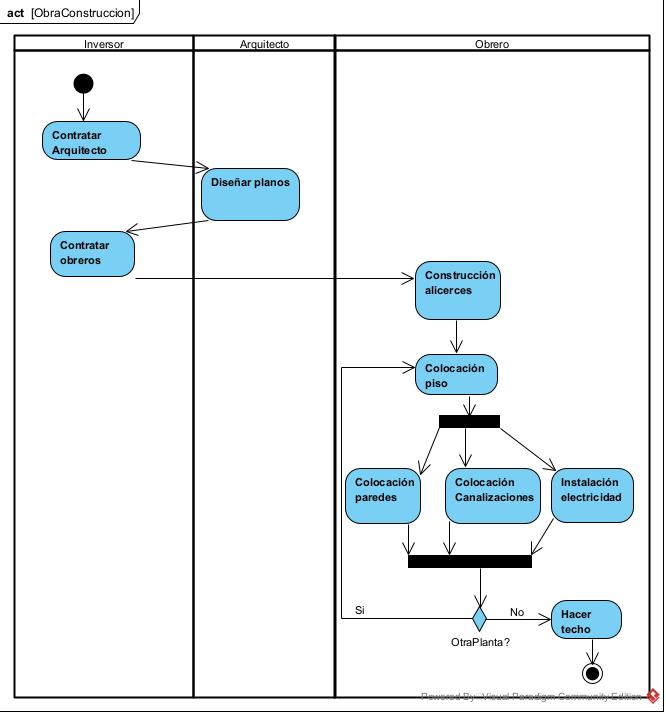 act [ObraConstruccion]
Inversor
Arquitecto
Obrero
Contratar
Arquitecto
Diseñar planos
Contratar
obreros
Construcción
alicerces
Colocación
piso
Colocación
paredes
Colocación
Canalizaciones
Instalación
electricidad
Si
No
OtraPlanta?
Hacer
techo
Powered By Visual Paradigm Community Edition